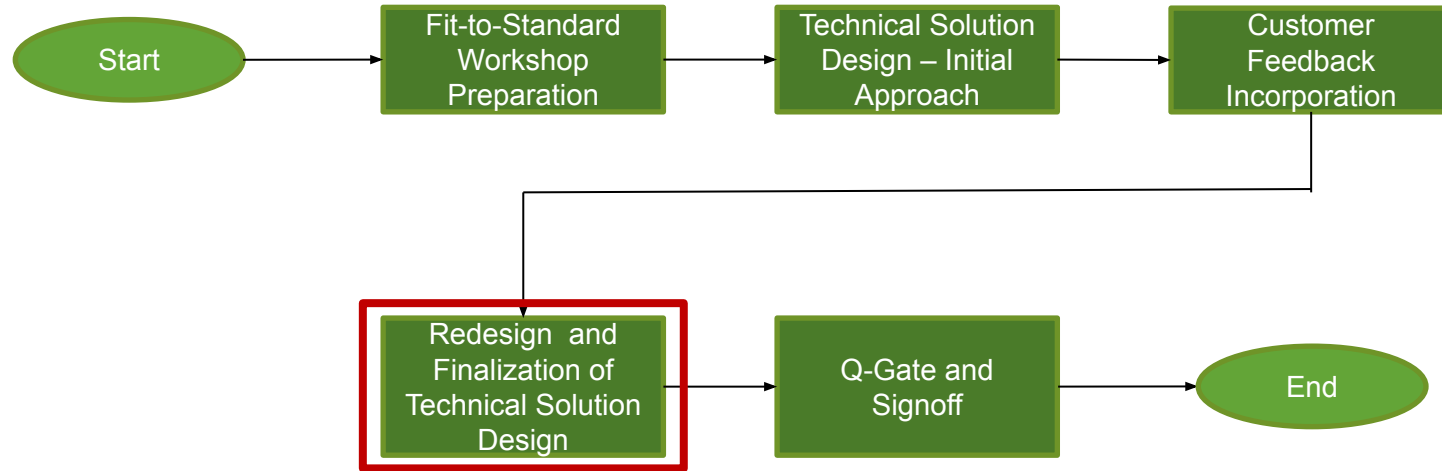 Start
Fit-to-Standard
Workshop
Preparation
Technical Solution
Design – Initial
Approach
Customer
Feedback
Incorporation
Redesign  and
Finalization of
Technical Solution
Design
Q-Gate and
Signoff
End